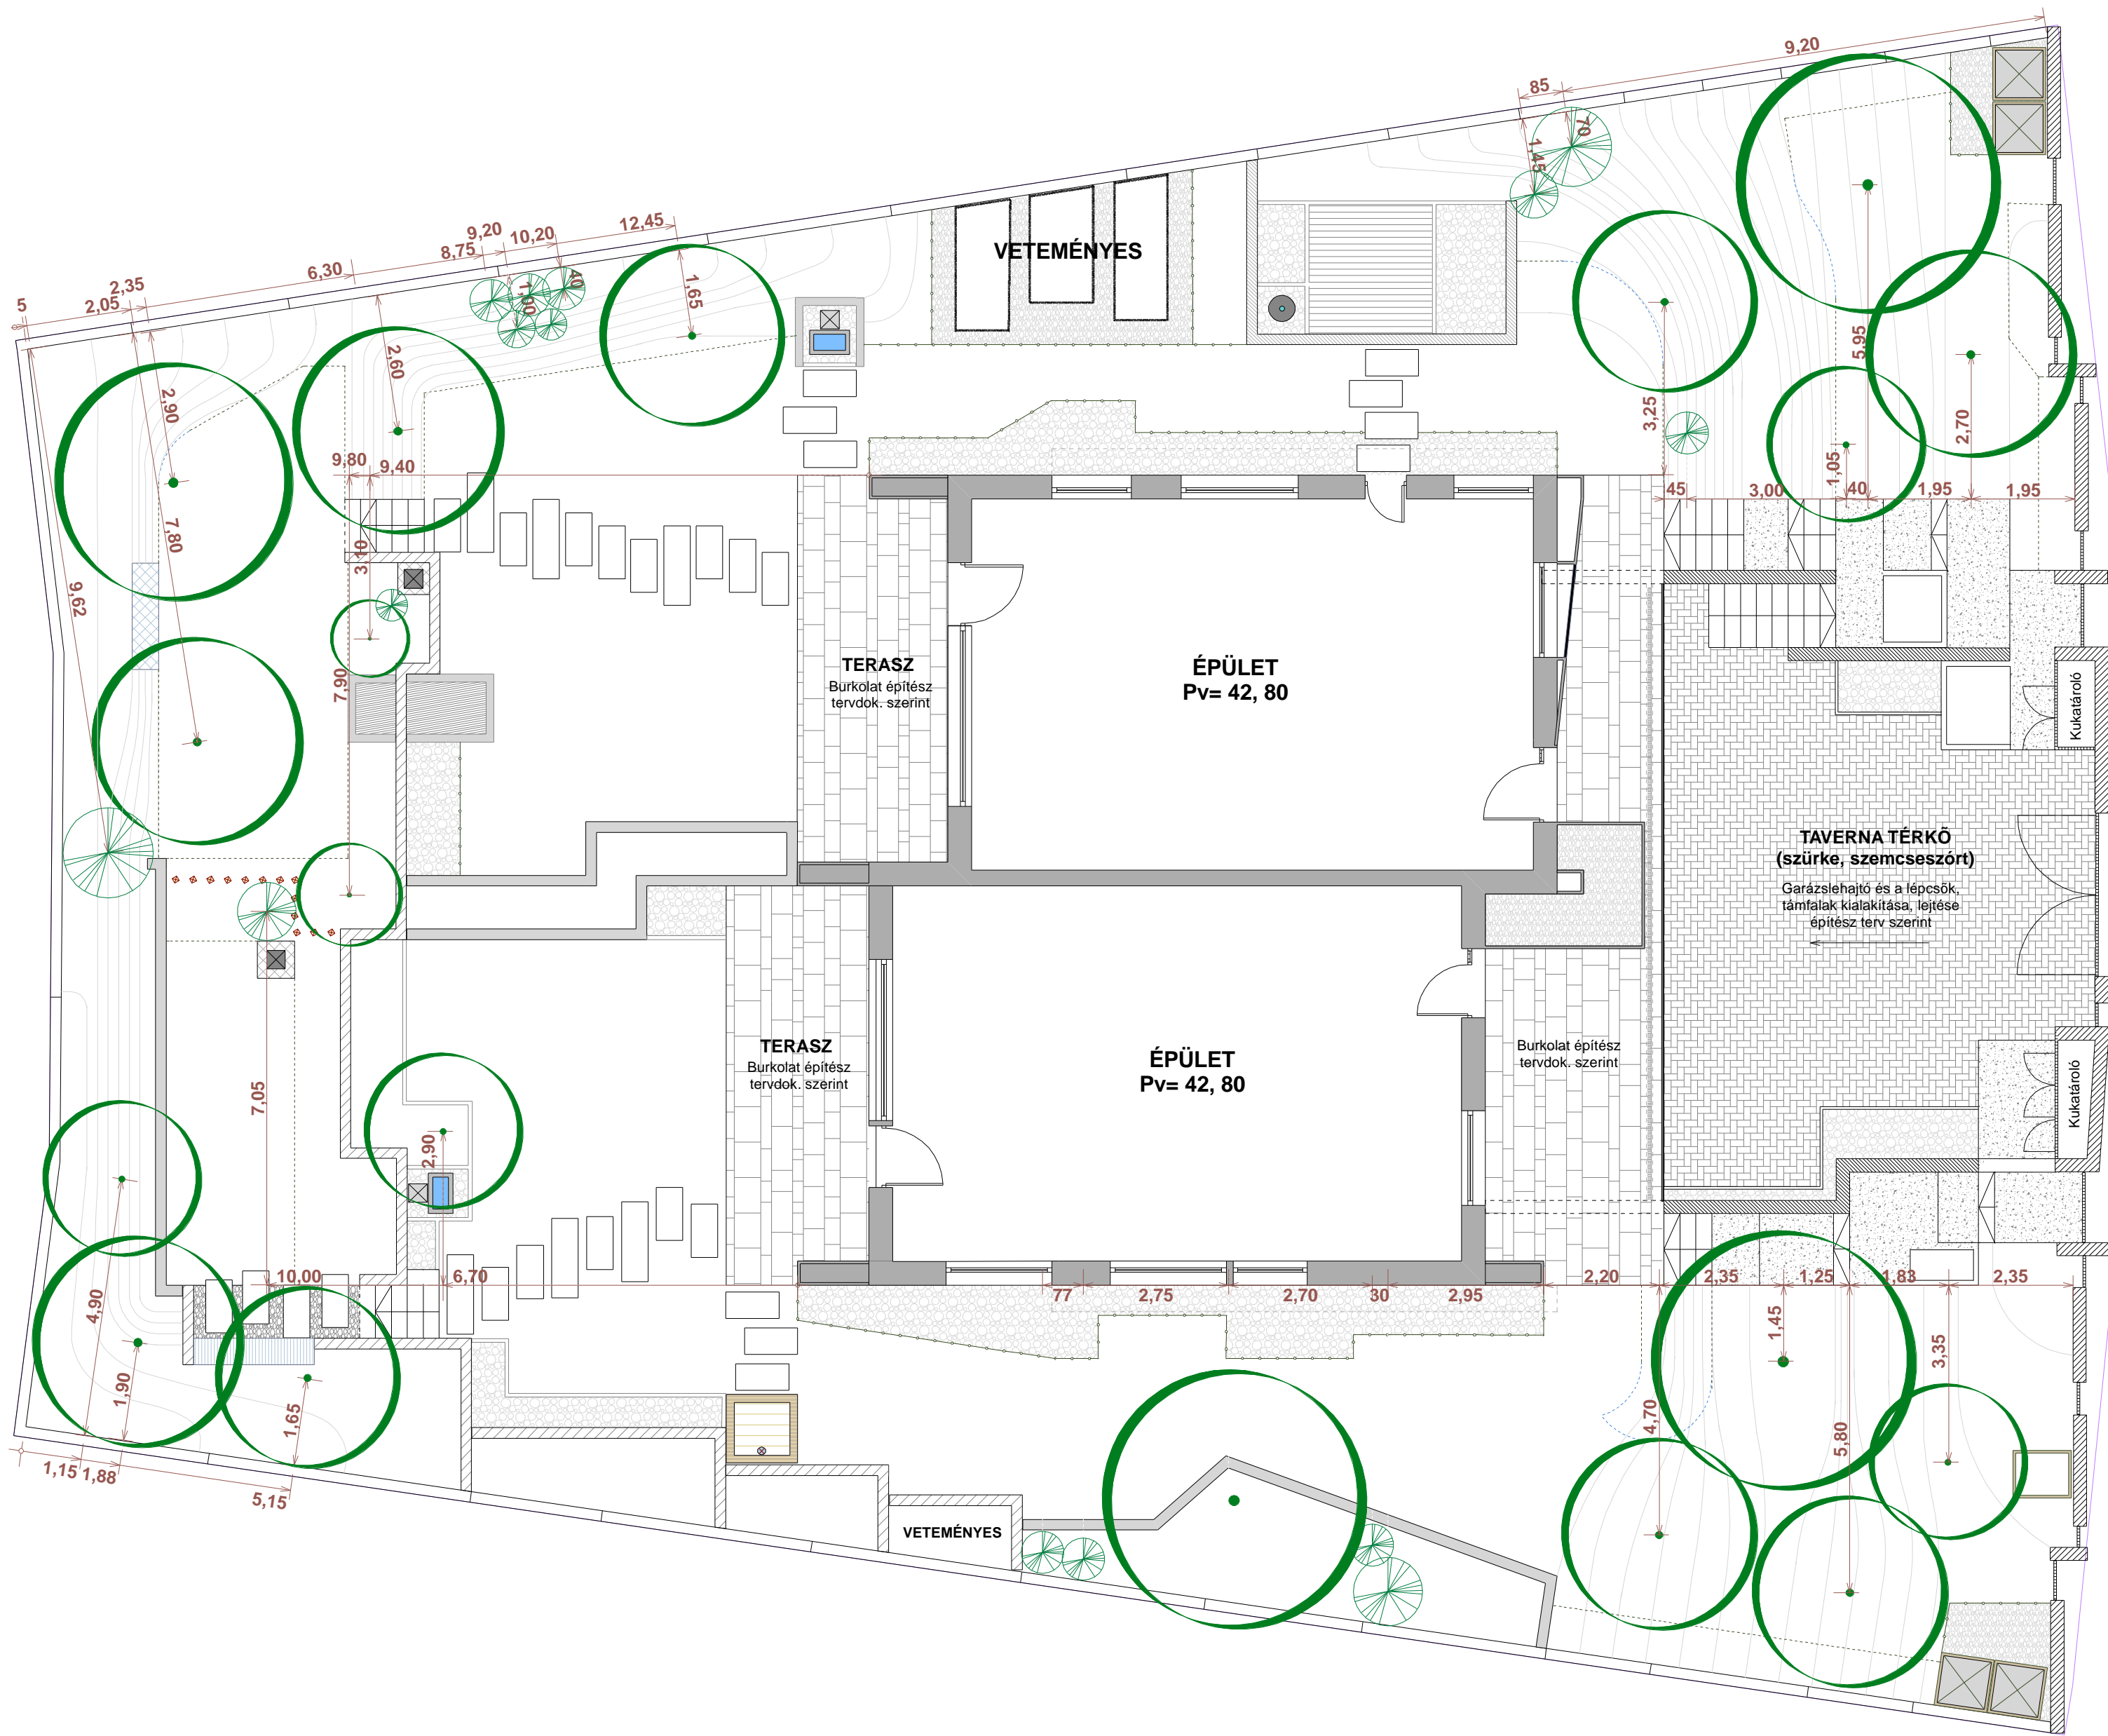 9,20
85
70
1,45
12,45
9,20
10,20
8,75
6,30
2,35
2,05
5
40
1,00
1,65
VETEMÉNYES
2,60
2,90
5,95
3,25
2,70
1,05
9,80
9,40
45
3,00
40
1,95
1,95
7,80
3,10
9,62
7,90
TERASZ
Burkolat építész
tervdok. szerint
ÉPÜLET
Pv= 42, 80
Kukatároló
TAVERNA TÉRKŐ
(szürke, szemcseszórt)
Garázslehajtó és a lépcsők,
támfalak kialakítása, lejtése
építész terv szerint
TERASZ
Burkolat építész
tervdok. szerint
ÉPÜLET
Pv= 42, 80
Burkolat építész
tervdok. szerint
Kukatároló
7,05
2,90
10,00
6,70
77
2,75
2,70
30
2,95
2,20
2,35
1,25
1,83
2,35
4,90
1,90
1,65
1,45
3,35
4,70
5,80
1,15
1,88
5,15
VETEMÉNYES